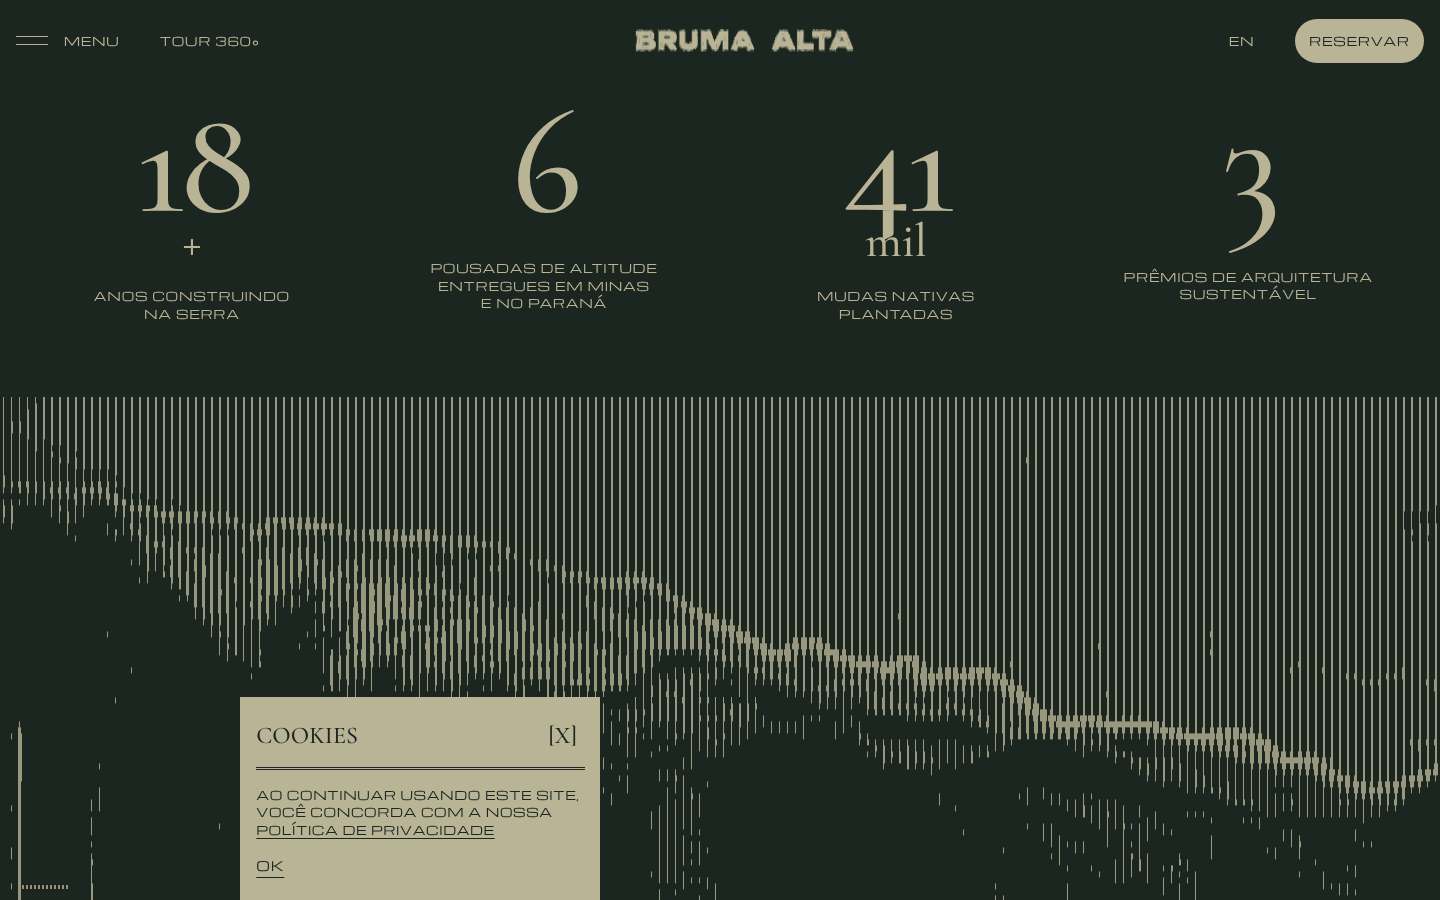 MENU
TOUR 360°
BRUMA ALTA
EN
RESERVAR
18
+
ANOS CONSTRUINDO
NA SERRA
6
POUSADAS DE ALTITUDE
ENTREGUES EM MINAS
E NO PARANÁ
41
mil
MUDAS NATIVAS
PLANTADAS
3
PRÊMIOS DE ARQUITETURA
SUSTENTÁVEL
COOKIES
[X]
AO CONTINUAR USANDO ESTE SITE,
VOCÊ CONCORDA COM A NOSSA
POLÍTICA DE PRIVACIDADE
OK